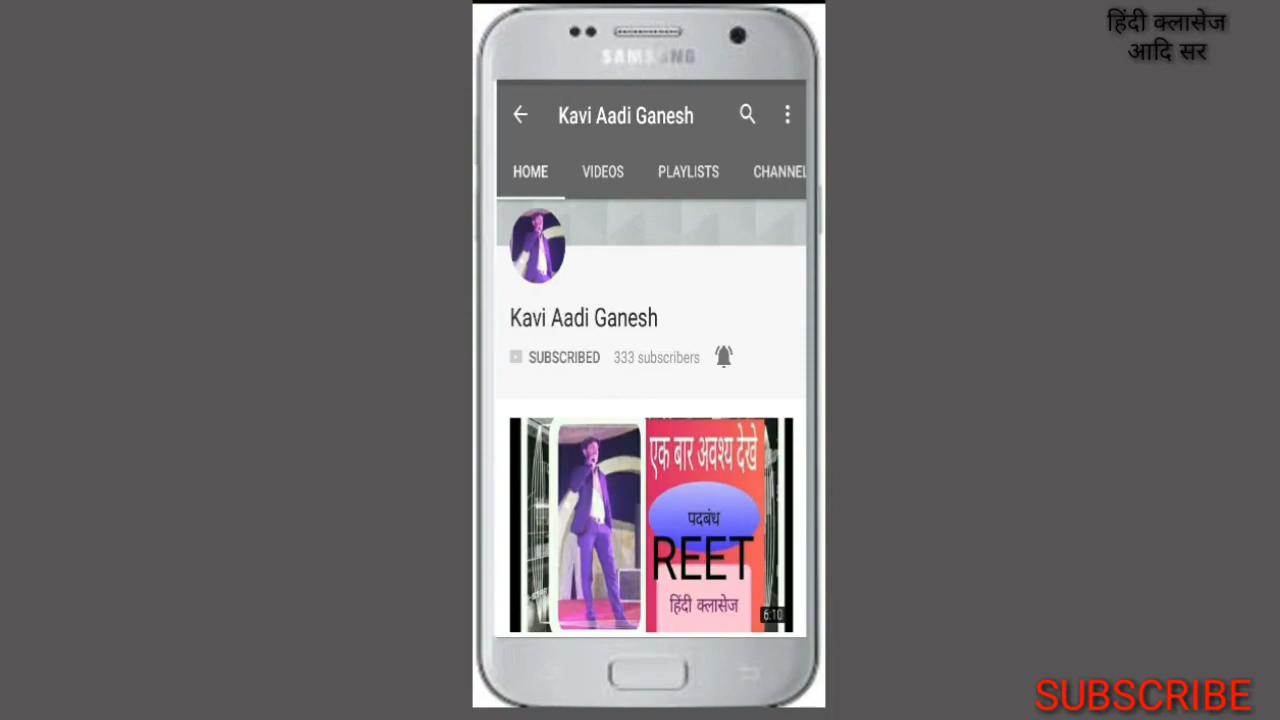 हिंदी क्लासेज
आदि सर
SAMSUNG
Kavi Aadi Ganesh
HOME VIDEOS PLAYLISTS CHANNEL
Kavi Aadi Ganesh
SUBSCRIBED 333 subscribers
एक बार अवश्य देखे
पदबंध
REET
हिंदी क्लासेज
6:10
SUBSCRIBE